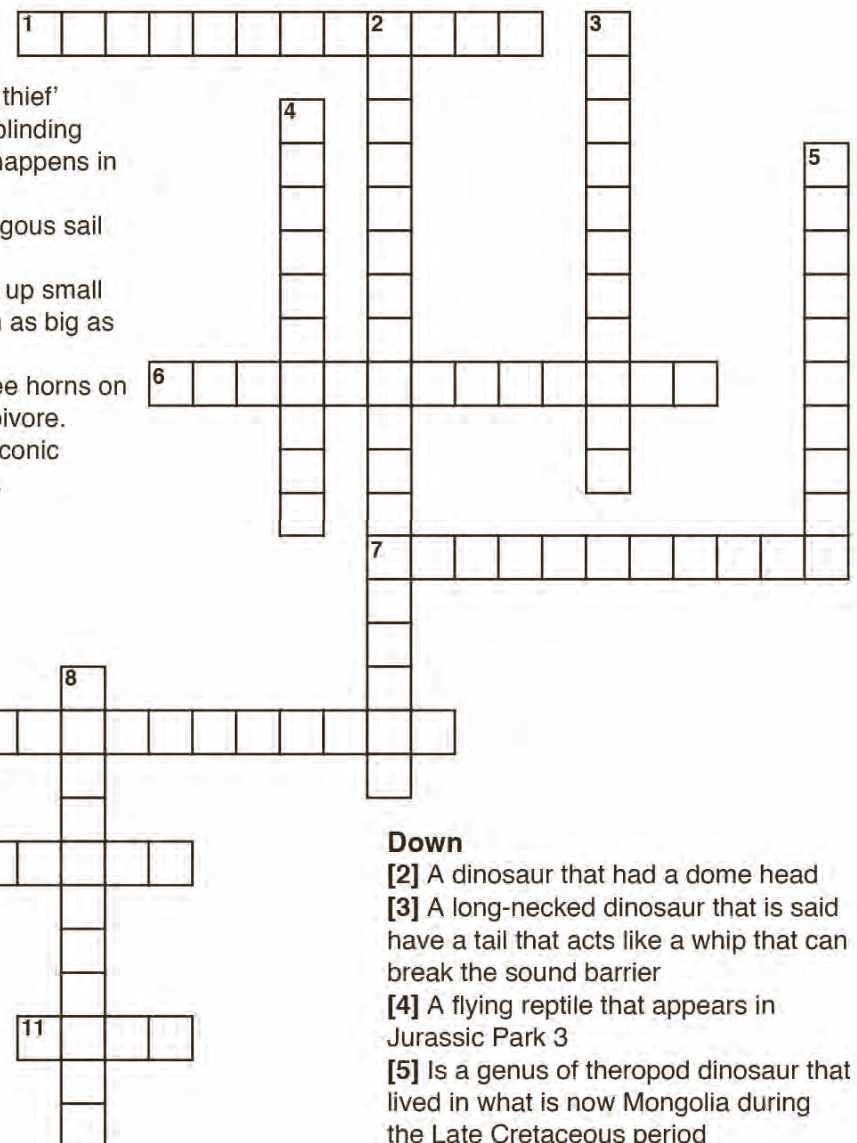 1
2
3
thief’
4
blinding
happens in
5
gous sail
up small
as big as
6
ee horns on
ivore.
conic
7
8
Down
[2] A dinosaur that had a dome head
[3] A long-necked dinosaur that is said
have a tail that acts like a whip that can
break the sound barrier
[4] A flying reptile that appears in
Jurassic Park 3
11
[5] Is a genus of theropod dinosaur that
lived in what is now Mongolia during
the Late Cretaceous period